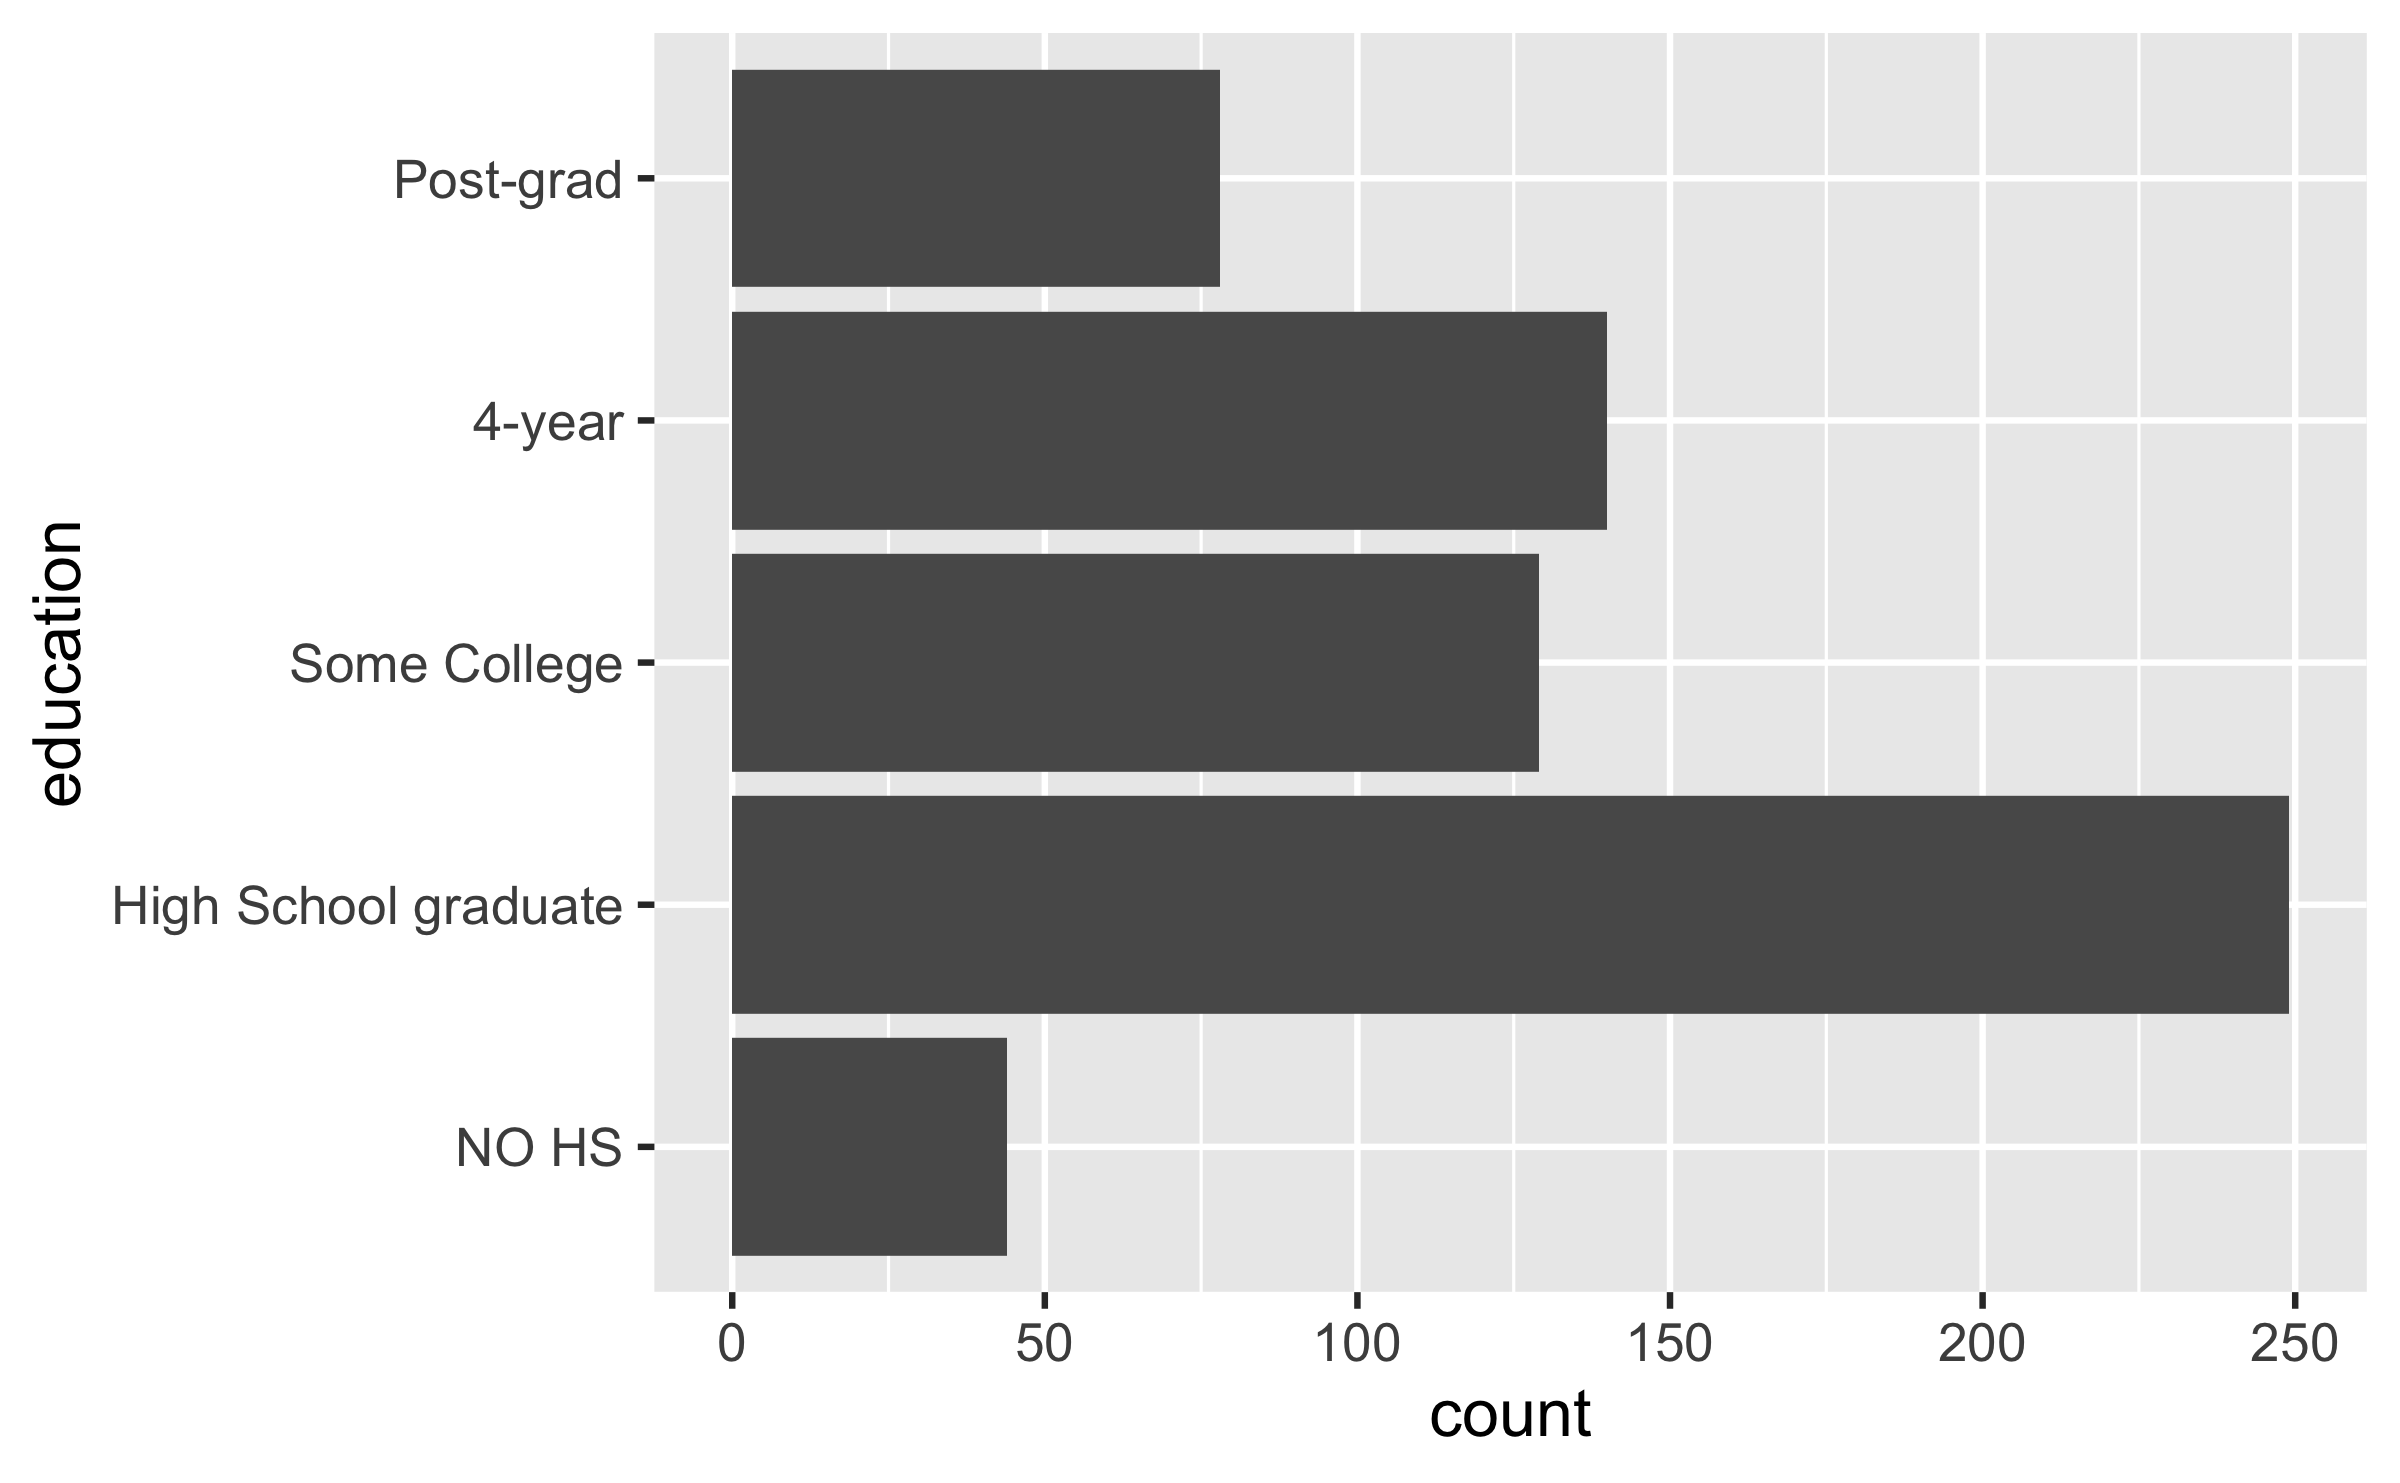 education
Post-grad
4-year
Some College
High School graduate
NO HS
0 50 100 150 200 250
count